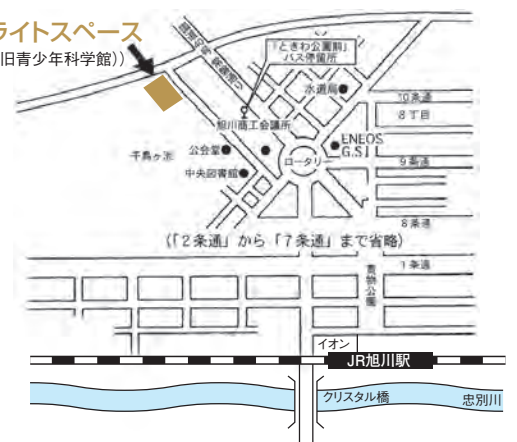 ライトスペース
旧青少年科学館））
「ときわ公園前」
バス停留所
水道局
10条通
8丁目
旭川商工会議所
ENEOS
G.S
千鳥ヶ池
公会堂
ロータリー
9条通
中央図書館
8条通
（「2条通」から「7条通」まで省略）
1条通
買物公園
イオン
JR旭川駅
クリスタル橋
忠別川